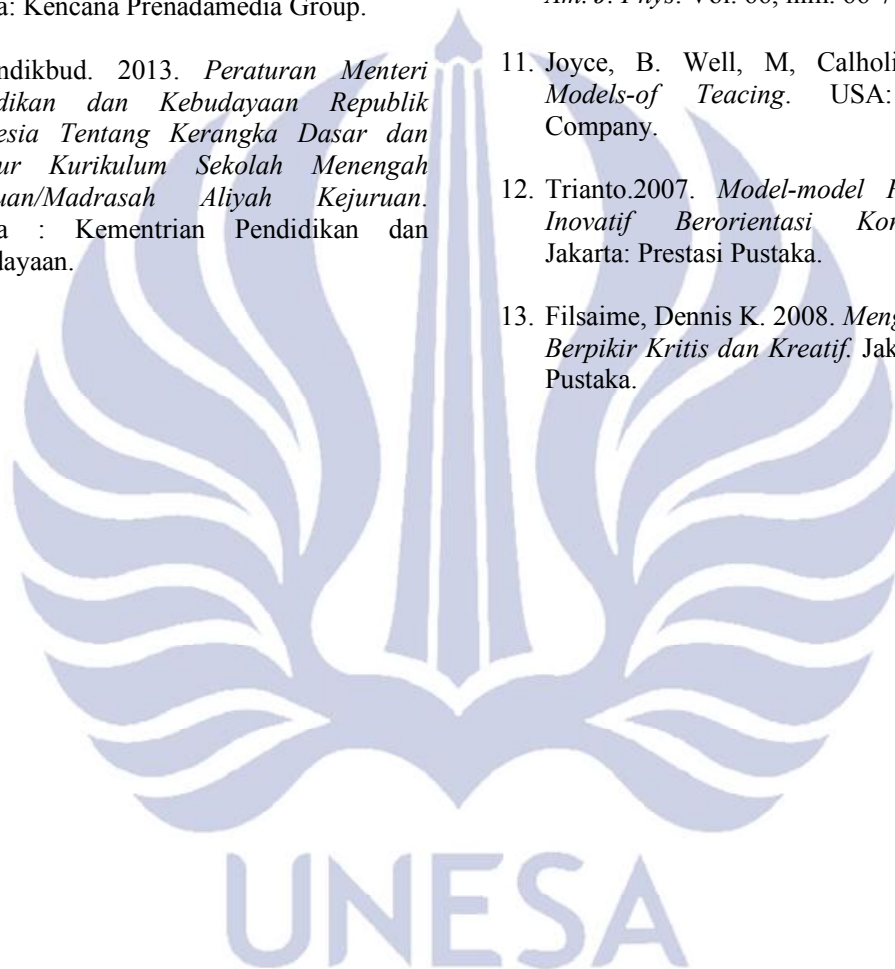 a: Kencana Prenadamedia Group.
ndikbud. 2013. Peraturan Menteri
dikan dan Kebudayaan Republik
esia Tentang Kerangka Dasar dan
ur Kurikulum Sekolah Menengah
uan/Madrasah Aliyah Kejuruan.
a : Kementrian Pendidikan dan
dayaan.
11. Joyce, B. Well, M, Calholi
Models-of Teacing. USA:
Company.
12. Trianto.2007. Model-model
Inovatif Berorientasi Kon
Jakarta: Prestasi Pustaka.
13. Filsaime, Dennis K. 2008. Meng
Berpikir Kritis dan Kreatif. Jak
Pustaka.
UNESA